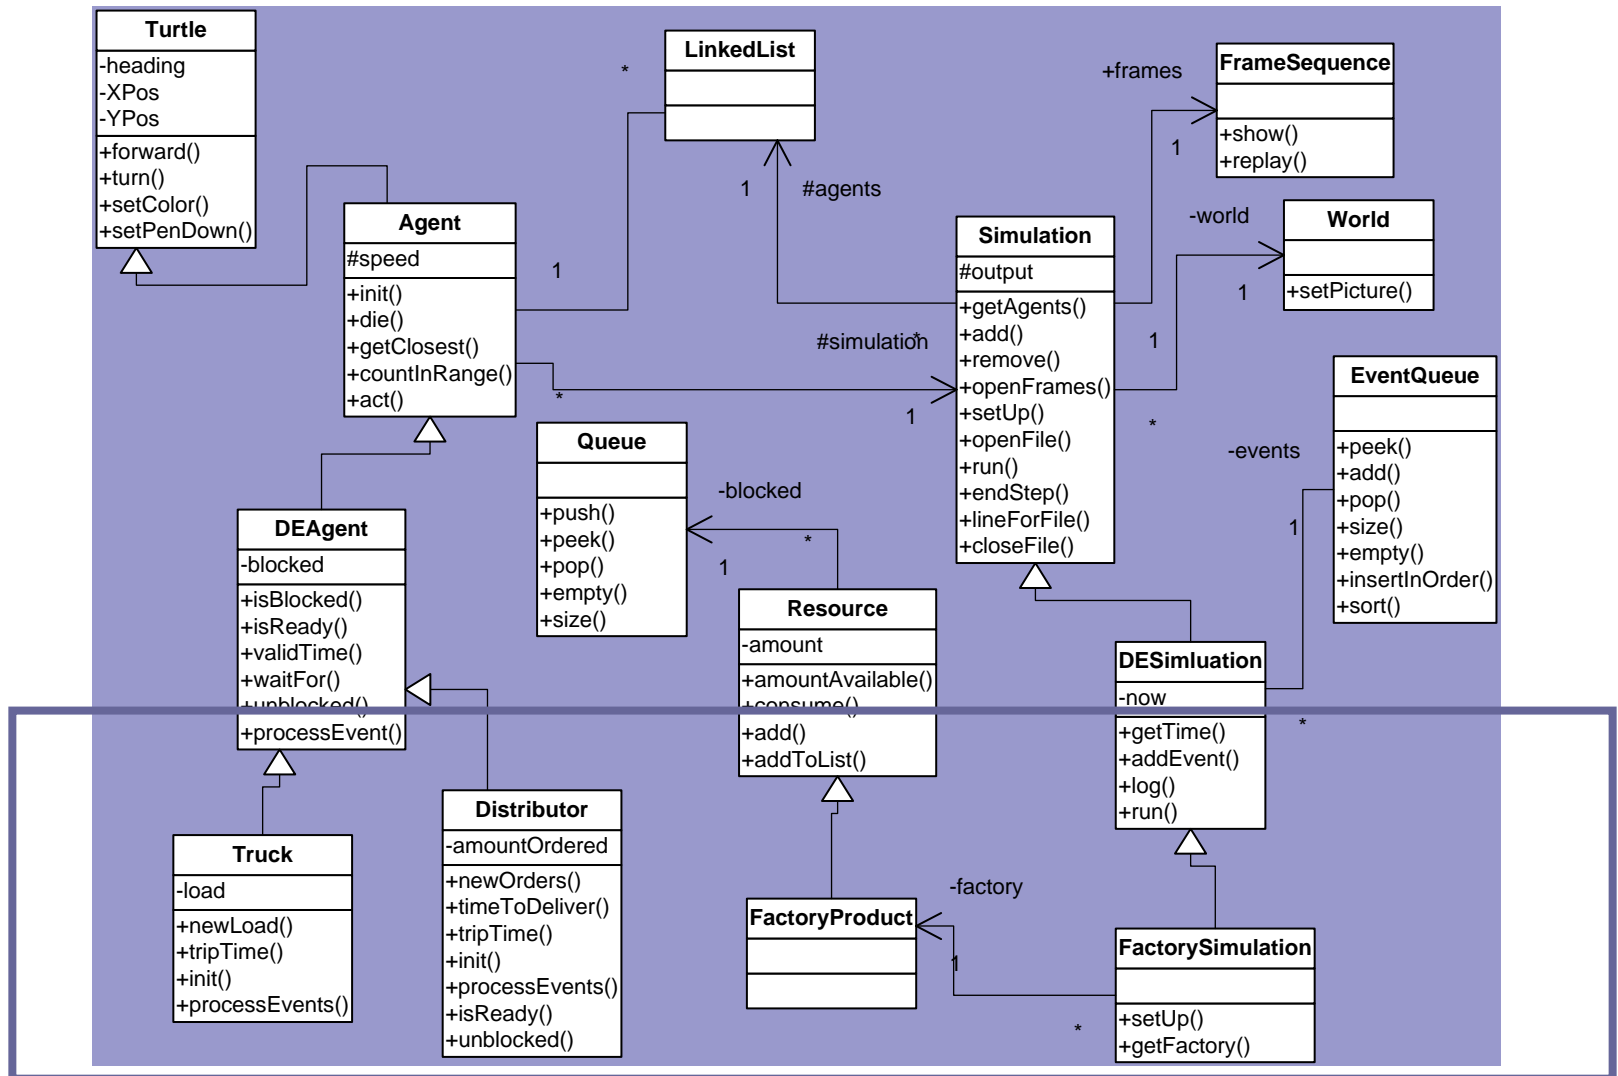 Turtle
-heading
-XPos
-YPos
+forward()
+turn()
+setColor()
+setPenDown()
LinkedList
*
1
#agents
FrameSequence
+show()
+replay()
+frames
1
World
+setPicture()
-world
1
Agent
#speed
+init()
+die()
+getClosest()
+countInRange()
+act()
1
*
#simulation
*
1
Simulation
#output
+getAgents()
+add()
+remove()
+openFrames()
+setUp()
+openFile()
+run()
+endStep()
+lineForFile()
+closeFile()
1
*
EventQueue
+peek()
+add()
+pop()
+size()
+empty()
+insertInOrder()
+sort()
-events
1
*
Queue
+push()
+peek()
+pop()
+empty()
+size()
-blocked
*
1
DEAgent
-blocked
+isBlocked()
+isReady()
+validTime()
+waitFor()
+unblocked()
+processEvent()
Resource
-amount
+amountAvailable()
+consume()
+add()
+addToList()
DESimluation
-now
+getTime()
+addEvent()
+log()
+run()
Truck
-load
+newLoad()
+tripTime()
+init()
+processEvents()
Distributor
-amountOrdered
+newOrders()
+timeToDeliver()
+tripTime()
+init()
+processEvents()
+isReady()
+unblocked()
FactoryProduct
-factory
1
*
FactorySimulation
+setUp()
+getFactory()